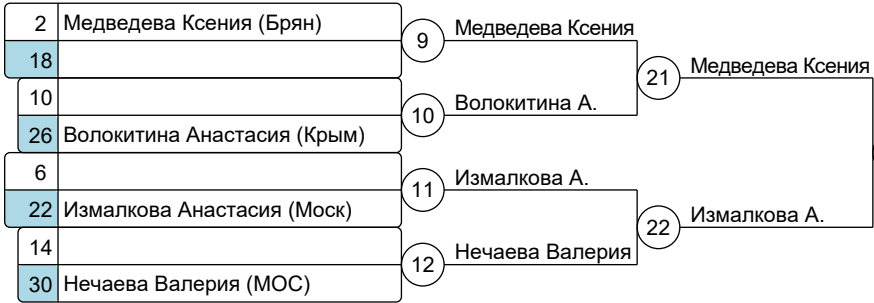 2 Медведева Ксения (Брян)
18
9 Медведева Ксения
10
26 Волокитина Анастасия (Крым)
10 Волокитина А.
21 Медведева Ксения
6
22 Измалкова Анастасия (Моск)
11 Измалкова А.
14
30 Нечаева Валерия (МОС)
12 Нечаева Валерия
22 Измалкова А.